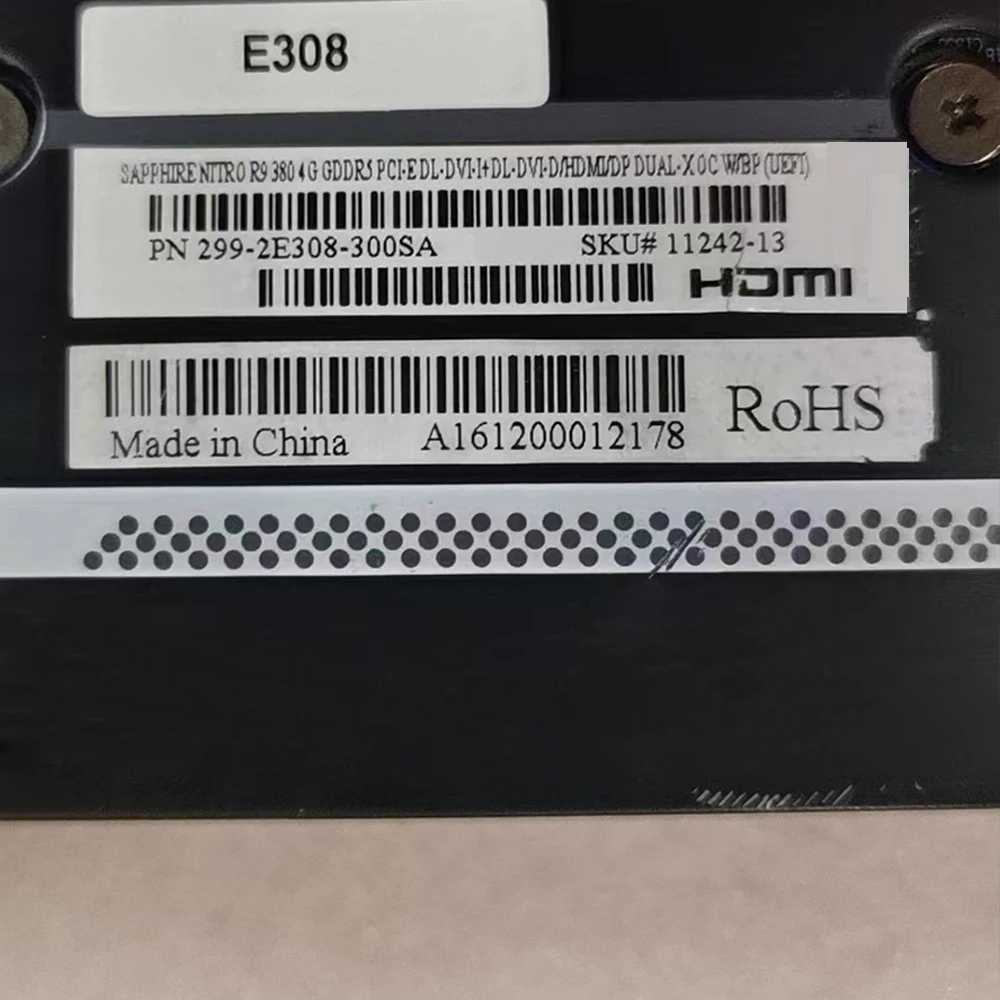 E308
SAPPHIRE NITRO R9 380 4G GDDR5 PCI-E DL-DVI-I+DL-DVI-D/HDMI/DP DUAL-X OC W/BP (UEFI)
PN 299-2E308-300SA SKU# 11242-13
HDMI
RoHS
Made in China A161200012178